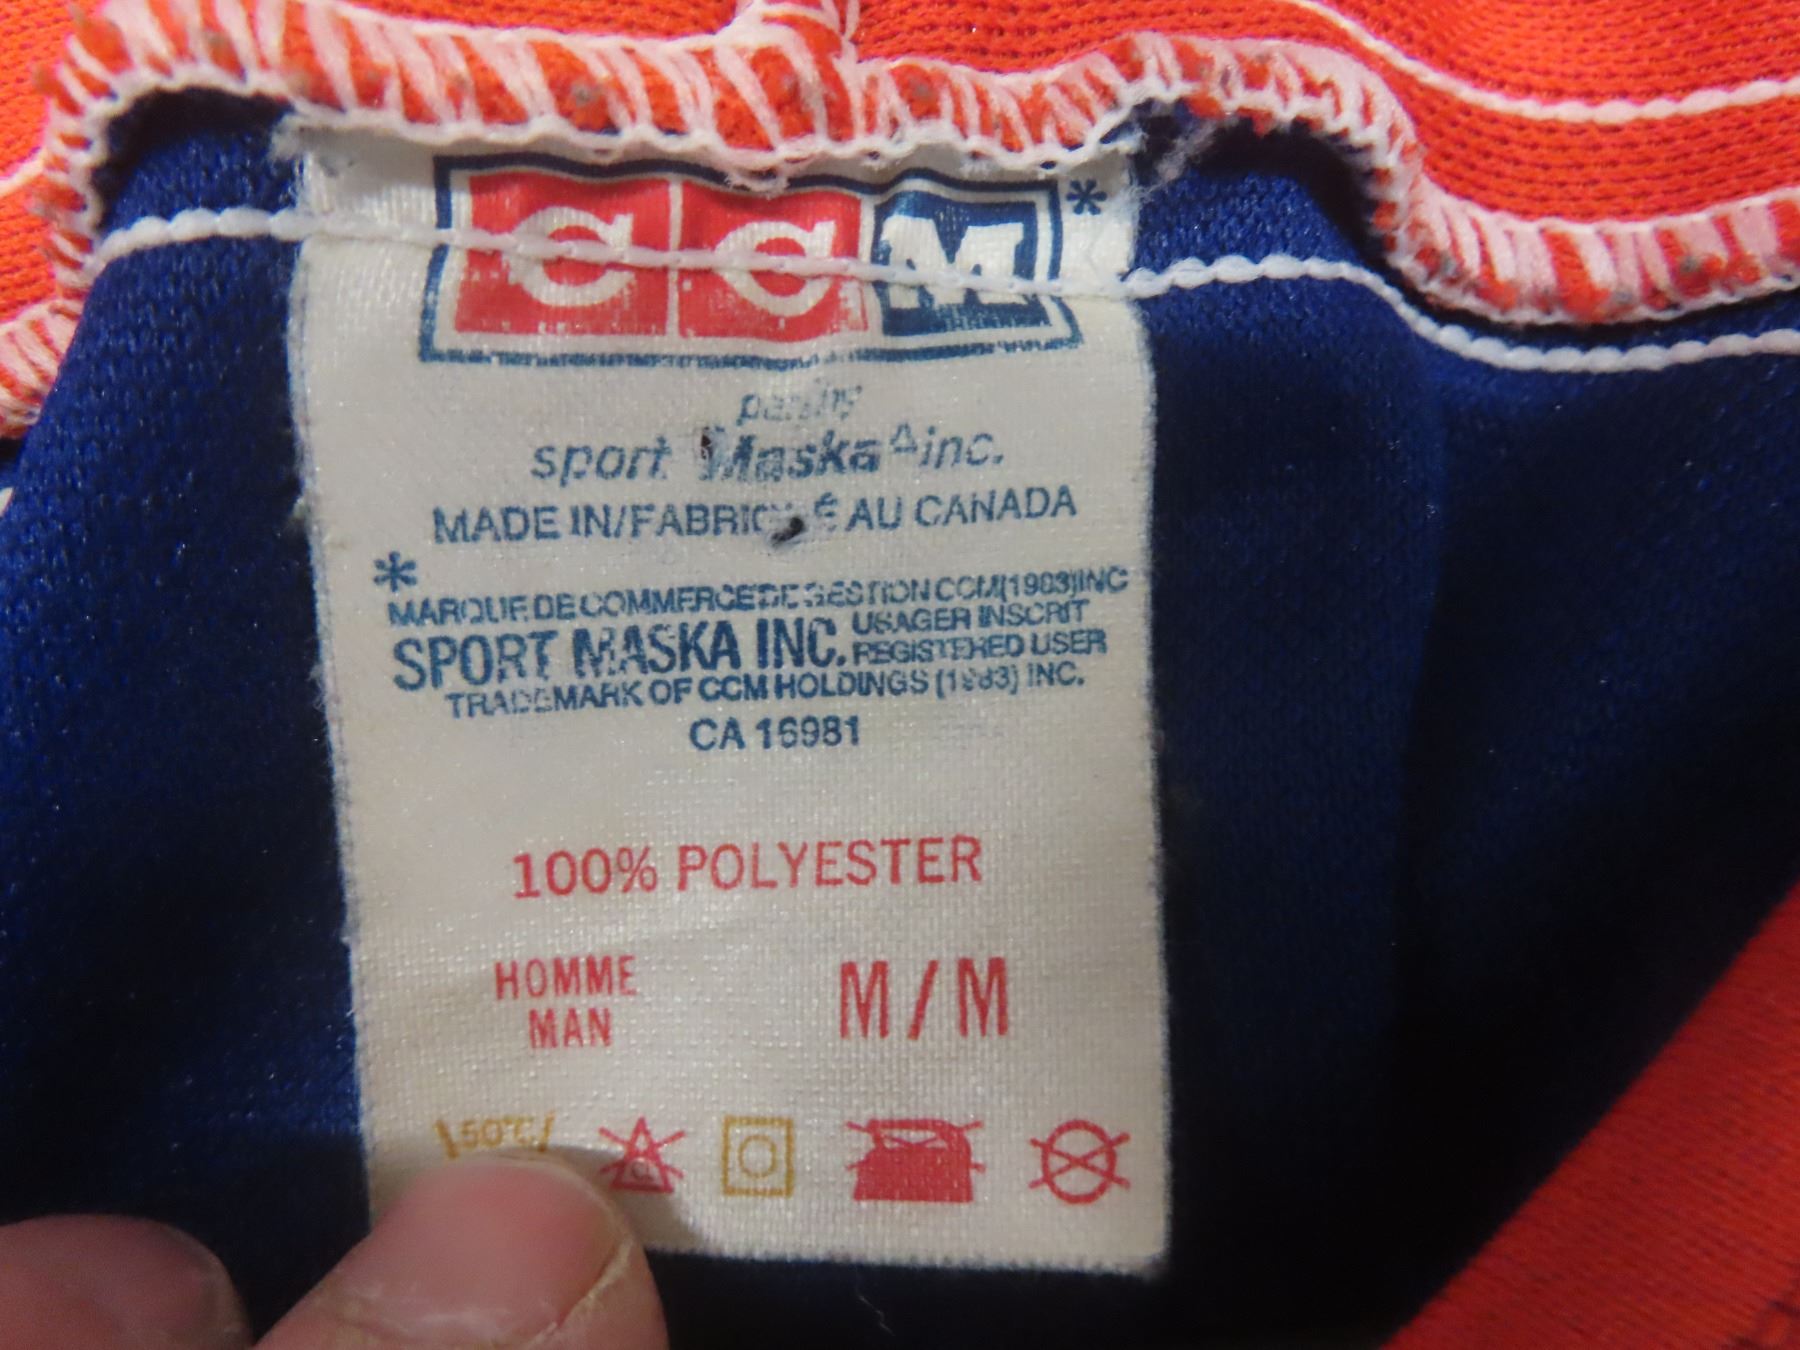 CCM*
par/by
sport Maska inc.
MADE IN/FABRIQUÉ AU CANADA
*
MARQUE DE COMMERCE DE GESTION CCM (1983) INC
SPORT MASKA INC. USAGER INSCRIT
REGISTERED USER
TRADEMARK OF CCM HOLDINGS (1983) INC.
CA 16981
100% POLYESTER
HOMME
MAN
M/M
50°C